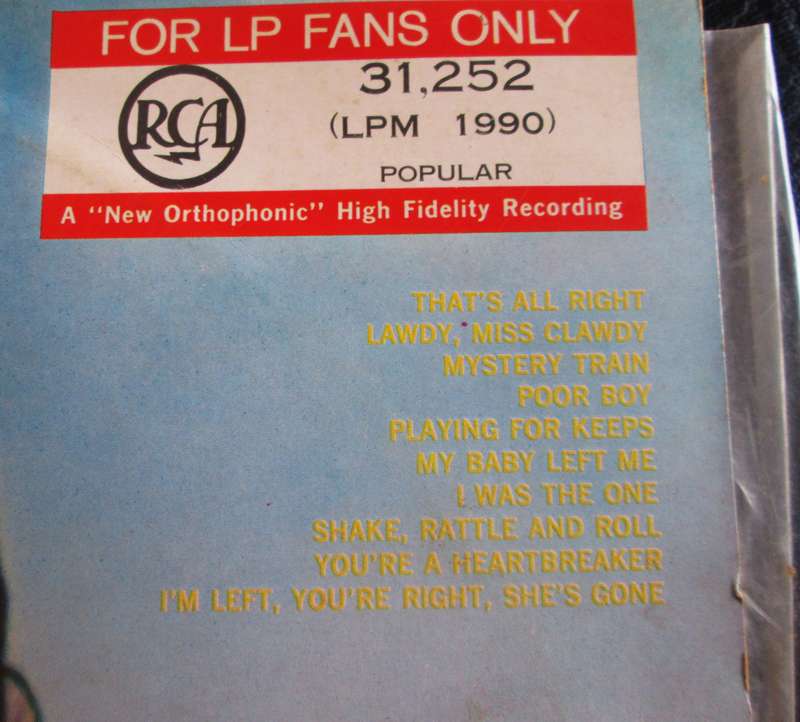 FOR LP FANS ONLY
RCA
31,252
(LPM 1990)
POPULAR
A "New Orthophonic" High Fidelity Recording
THAT'S ALL RIGHT
LAWDY, MISS CLAWDY
MYSTERY TRAIN
POOR BOY
PLAYING FOR KEEPS
MY BABY LEFT ME
I WAS THE ONE
SHAKE, RATTLE AND ROLL
YOU'RE A HEARTBREAKER
I'M LEFT, YOU'RE RIGHT, SHE'S GONE